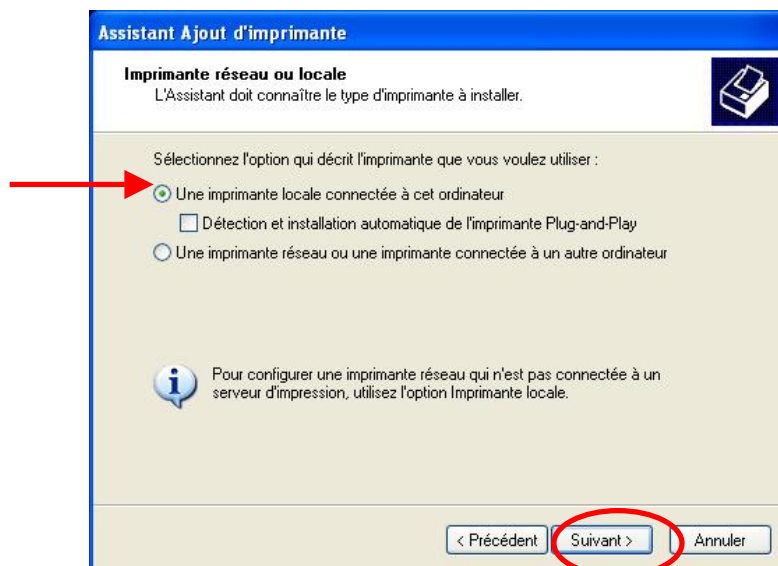 Assistant Ajout d'imprimante
Imprimante réseau ou locale
L'Assistant doit connaître le type d'imprimante à installer.
Sélectionnez l'option qui décrit l'imprimante que vous voulez utiliser :
Une imprimante locale connectée à cet ordinateur
Détection et installation automatique de l'imprimante Plug-and-Play
Une imprimante réseau ou une imprimante connectée à un autre ordinateur
Pour configurer une imprimante réseau qui n'est pas connectée à un
serveur d'impression, utilisez l'option Imprimante locale.
< Précédent Suivant > Annuler